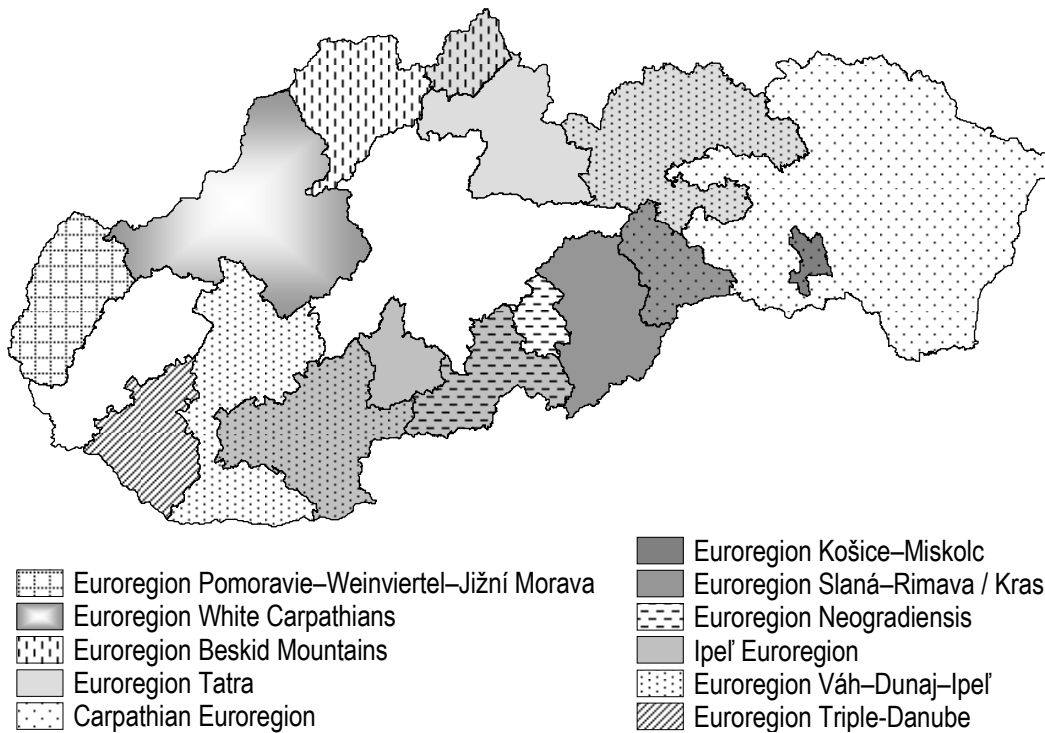 Euroregion Pomoravie–Weinviertel–Jižní Morava
Euroregion White Carpathians
Euroregion Beskid Mountains
Euroregion Tatra
Carpathian Euroregion
Euroregion Košice–Miskolc
Euroregion Slaná–Rimava / Kras
Euroregion Neogradiensis
Ipeľ Euroregion
Euroregion Váh–Dunaj–Ipeľ
Euroregion Triple-Danube